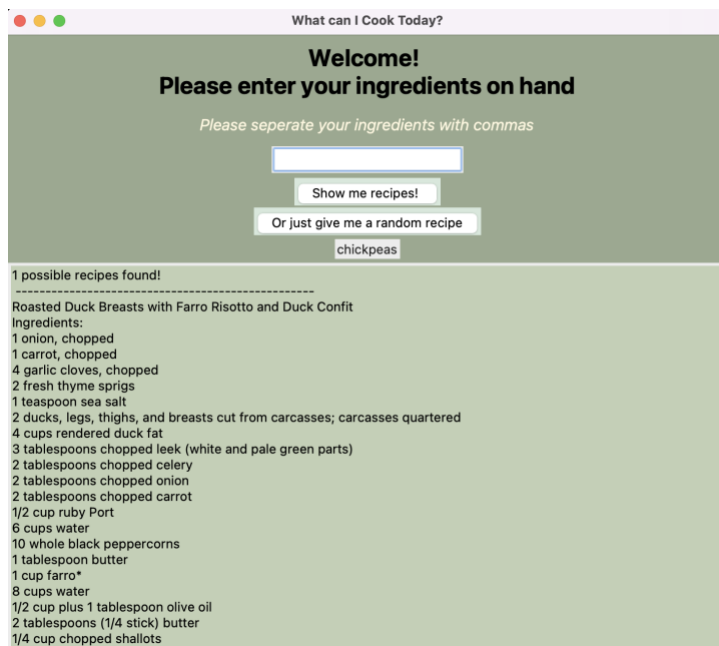 What can I Cook Today?
Welcome!
Please enter your ingredients on hand
Please seperate your ingredients with commas
Show me recipes!
Or just give me a random recipe
chickpeas
1 possible recipes found!
--------------------------------------------------
Roasted Duck Breasts with Farro Risotto and Duck Confit
Ingredients:
1 onion, chopped
1 carrot, chopped
4 garlic cloves, chopped
2 fresh thyme sprigs
1 teaspoon sea salt
2 ducks, legs, thighs, and breasts cut from carcasses; carcasses quartered
4 cups rendered duck fat
3 tablespoons chopped leek (white and pale green parts)
2 tablespoons chopped celery
2 tablespoons chopped onion
2 tablespoons chopped carrot
1/2 cup ruby Port
6 cups water
10 whole black peppercorns
1 tablespoon butter
1 cup farro*
8 cups water
1/2 cup plus 1 tablespoon olive oil
2 tablespoons (1/4 stick) butter
1/4 cup chopped shallots